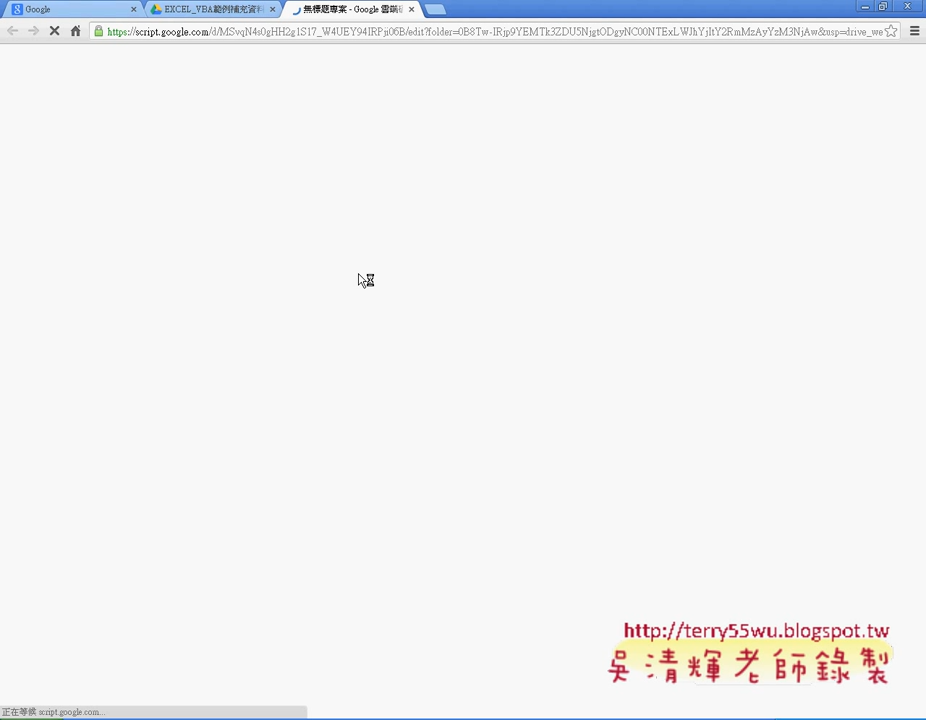 Google
EXCEL_VBA範例補充資料
無標題專案 - Google 雲端硬
https://script.google.com/d/MSvqN4s0gHH2g1S17_W4UEY94IRPji06B/edit?folder=0B8Tw-IRjp9YEMTk3ZDU5NjgtODgyNC00NTExLWJhYjItY2RmMzAyYzM3NjAw&usp=drive_we
http://terry55wu.blogspot.tw
吳清輝老師錄製
正在等候 script.google.com...